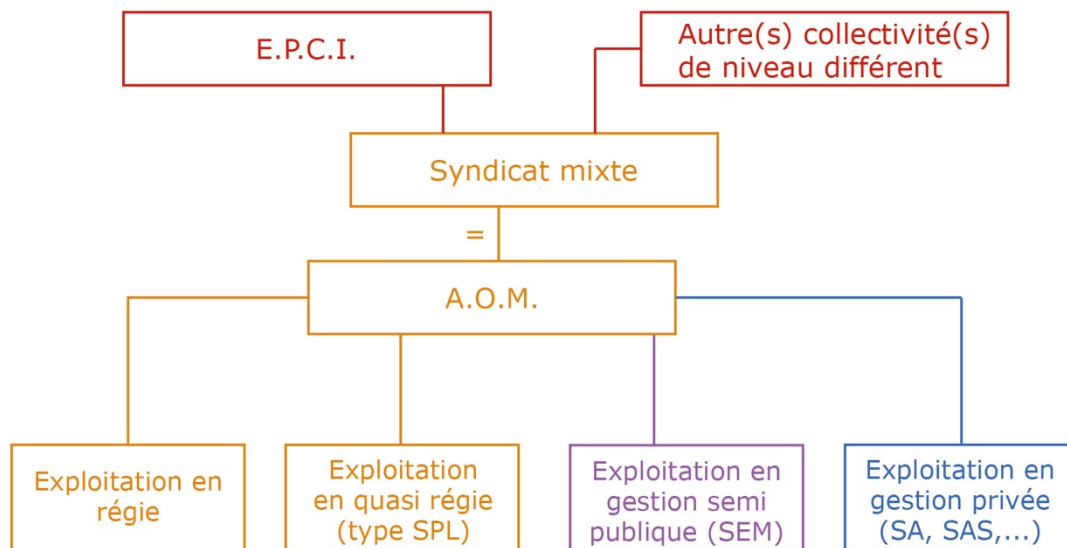 E.P.C.I.
Autre(s) collectivité(s)
de niveau différent
Syndicat mixte
=
A.O.M.
Exploitation en
régie
Exploitation
en quasi régie
(type SPL)
Exploitation en
gestion semi
publique (SEM)
Exploitation en
gestion privée
(SA, SAS,...)